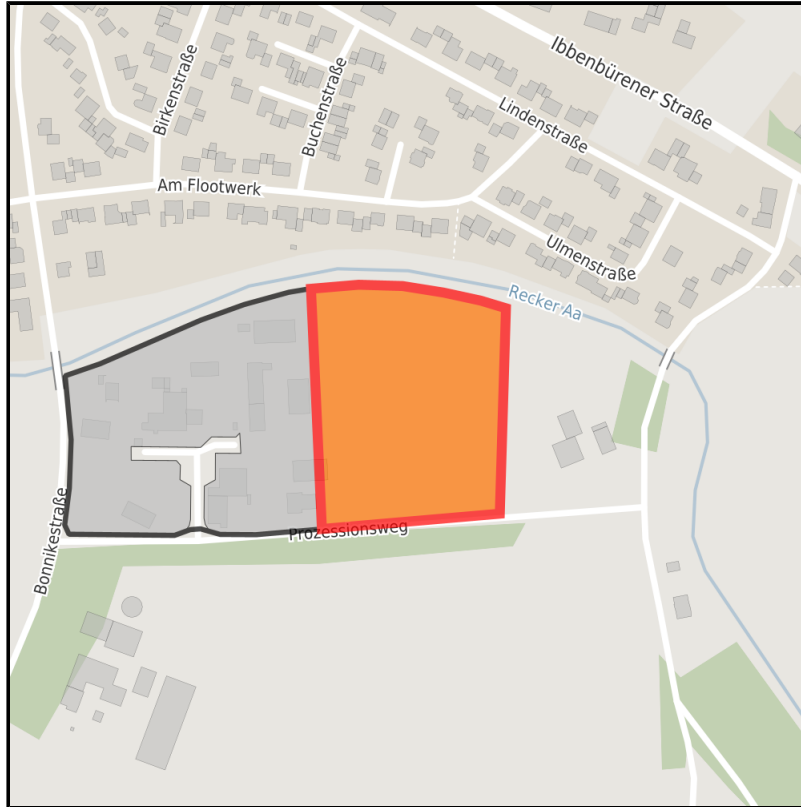 Ibbenbürener Straße
Birkenstraße
Buchenstraße
Lindenstraße
Am Flootwerk
Ulmenstraße
Recker Aa
Bonnikestraße
Prozessionsweg